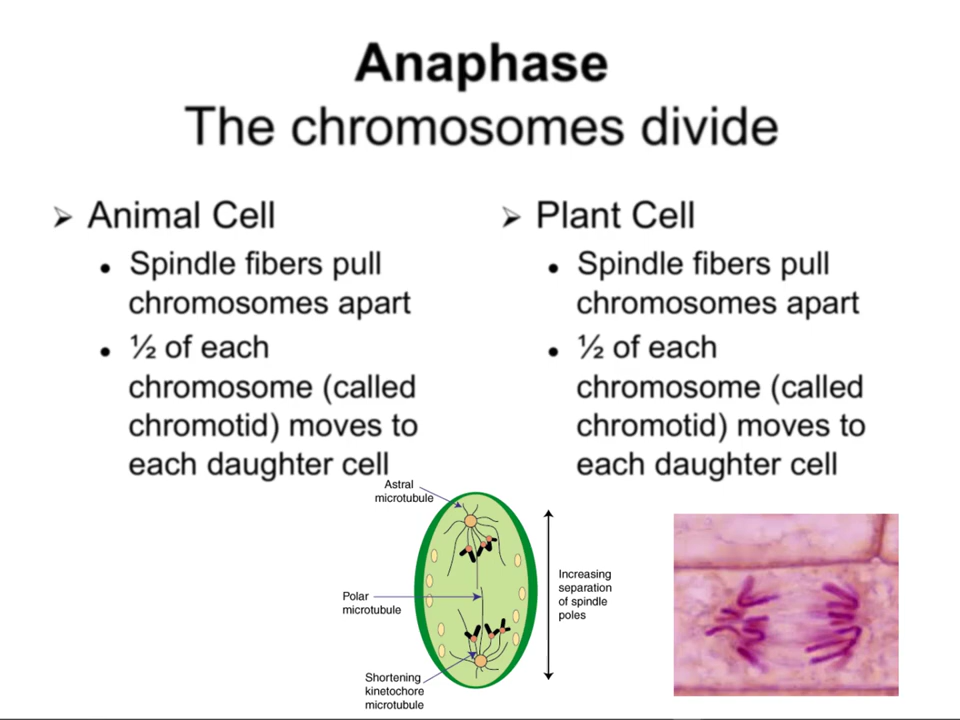 Anaphase
The chromosomes divide
➢ Animal Cell
• Spindle fibers pull
chromosomes apart
• ½ of each
chromosome (called
chromotid) moves to
each daughter cell
➢ Plant Cell
• Spindle fibers pull
chromosomes apart
• ½ of each
chromosome (called
chromotid) moves to
each daughter cell
Astral
microtubule
Polar
microtubule
Shortening
kinetochore
microtubule
Increasing
separation
of spindle
poles